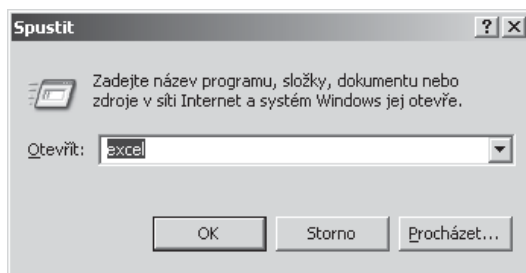 Spustit
Zadejte název programu, složky, dokumentu nebo
zdroje v síti Internet a systém Windows jej otevře.
Otevřít: excel
OK Storno Procházet...